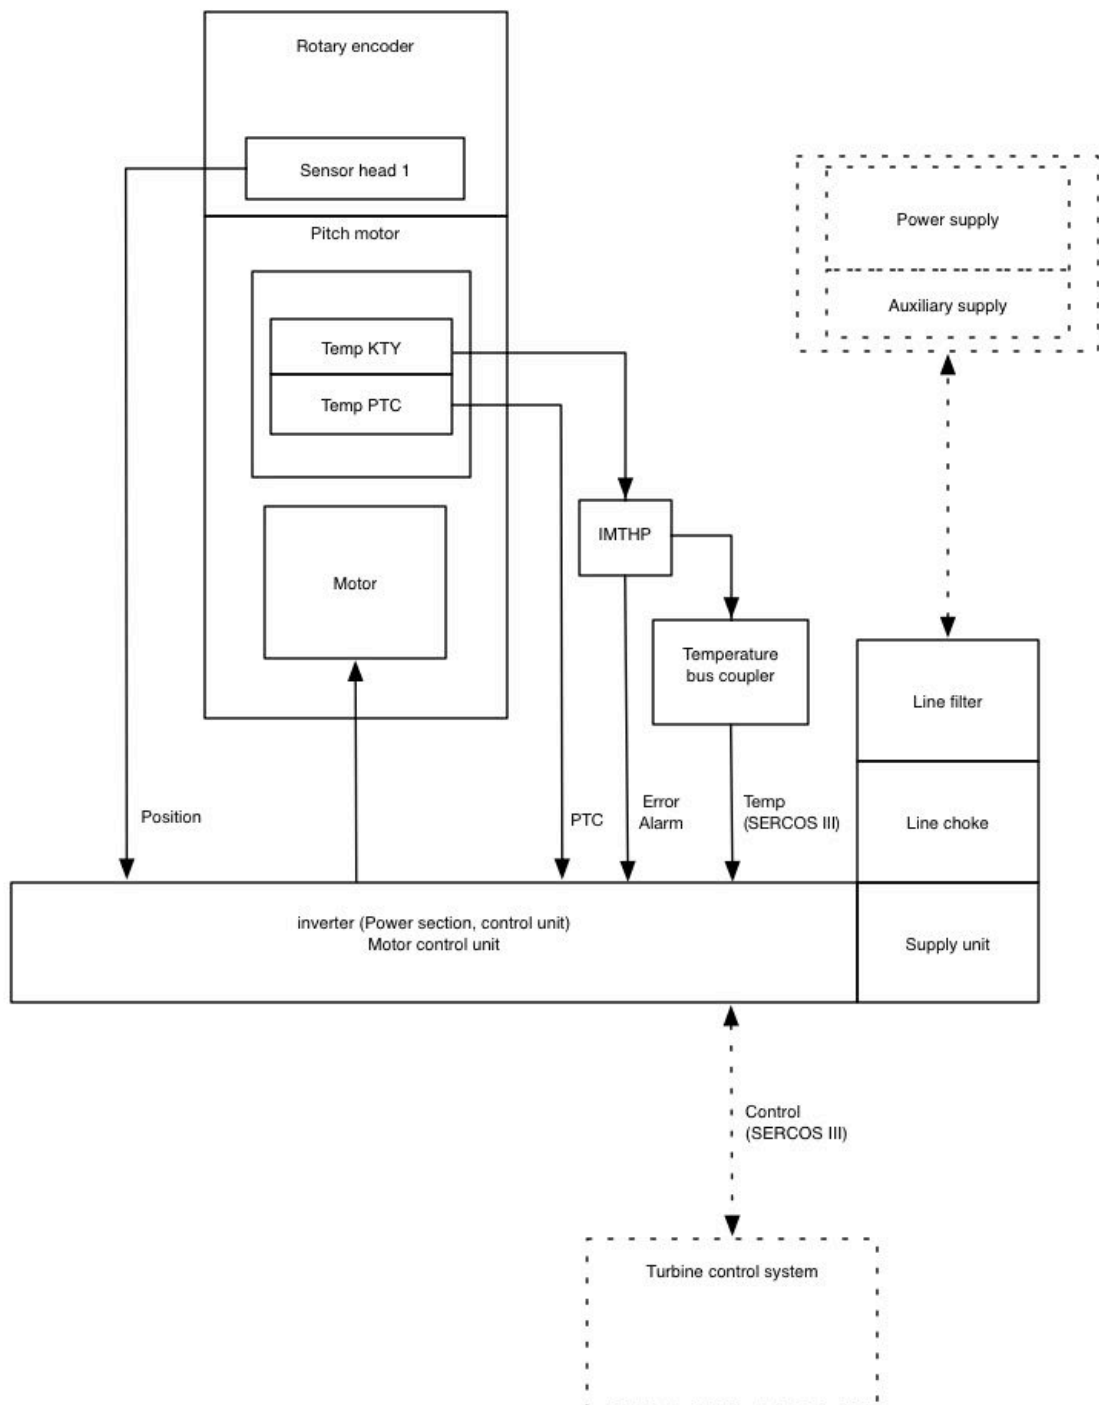 Rotary encoder
Sensor head 1
Pitch motor
Temp KTY
Temp PTC
Motor
IMTHP
Temperature
bus coupler
Power supply
Auxiliary supply
Line filter
Line choke
Supply unit
Position
PTC
Error
Alarm
Temp
(SERCOS III)
inverter (Power section, control unit)
Motor control unit
Control
(SERCOS III)
Turbine control system